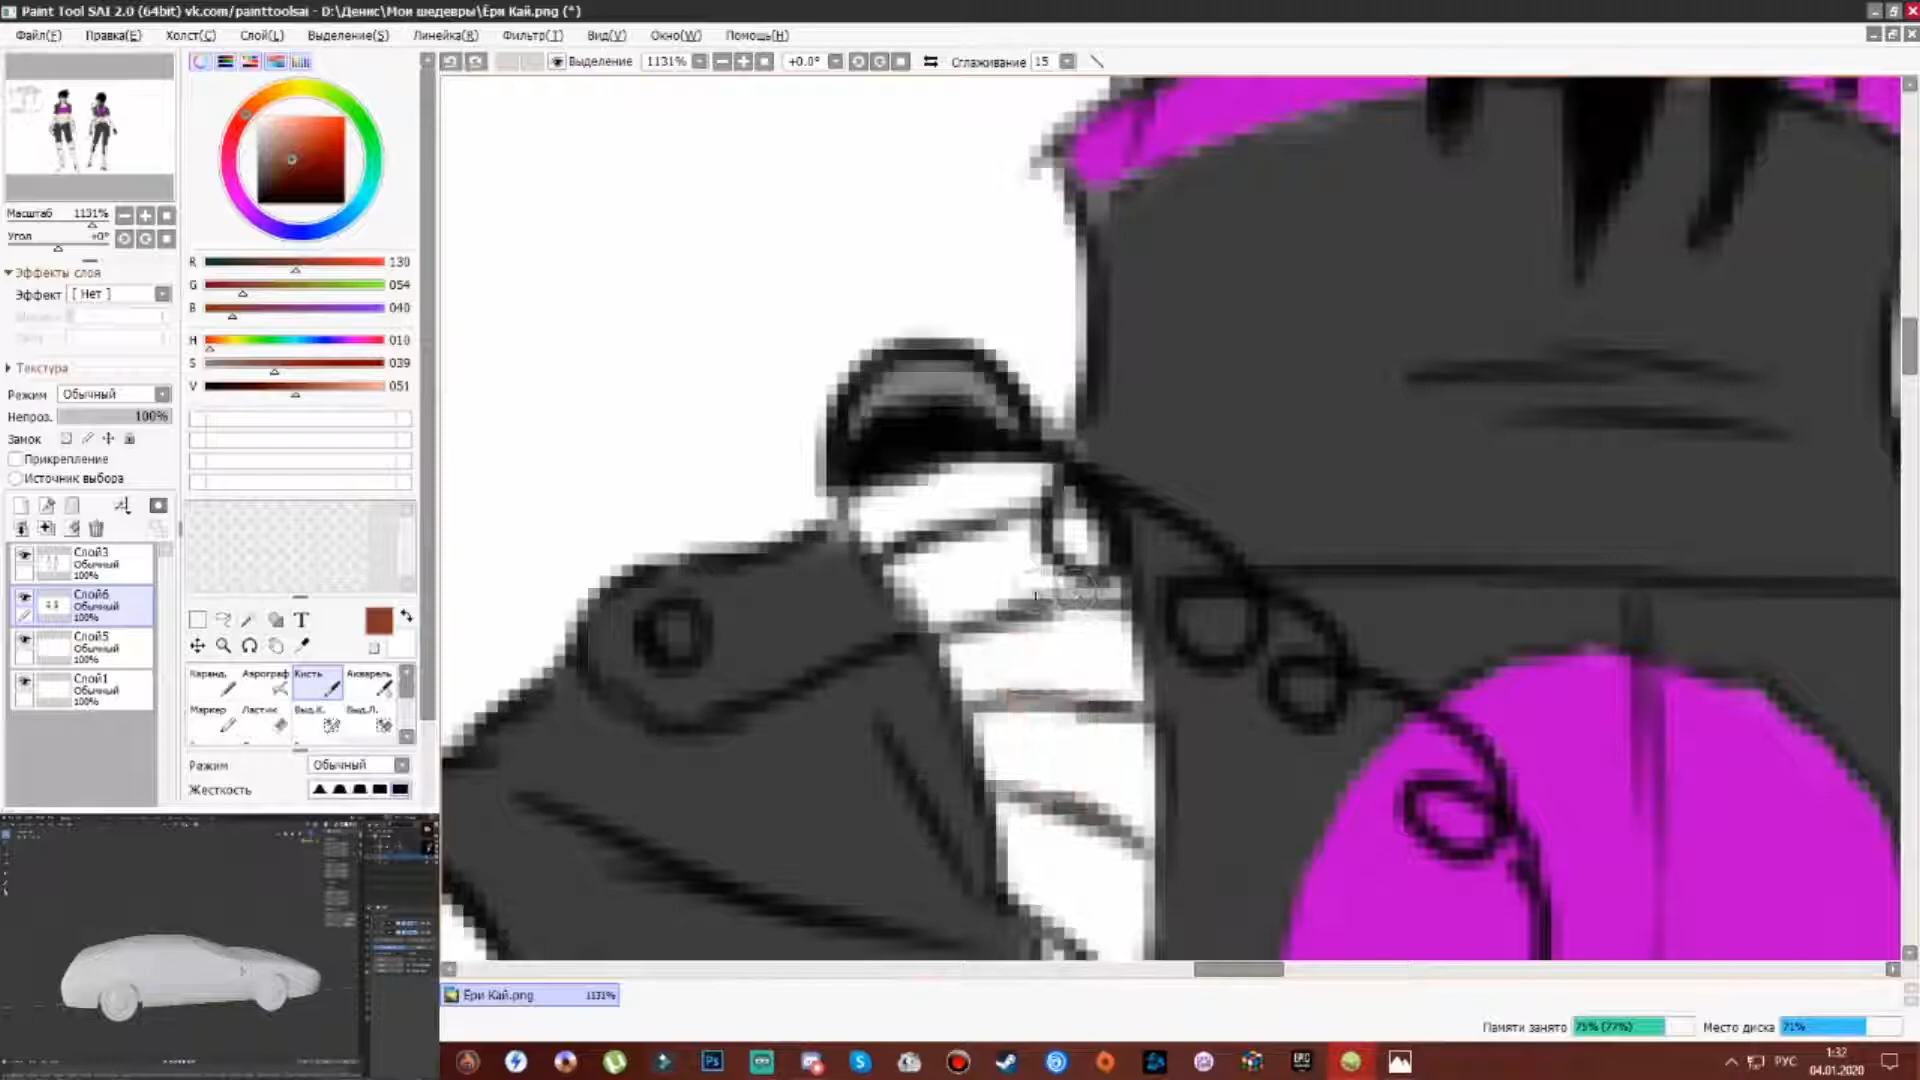 Paint Tool SAI 2.0 (64bit) vk.com/painttoolsai - D:\Денис\Мои шедевры\Ёри Кай.png (*)
Файл(F) Правка(E) Холст(C) Слой(L) Выделение(S) Линейка(R) Фильтр(T) Вид(V) Окно(W) Помощь(H)
Выделение 1131% +0.0° Сглаживание 15
Масштаб 1131%
Угол +0°
Эффекты слоя
Эффект [ Нет ]
Текстура
Режим Обычный
Непроз. 100%
Замок
Прикрепление
Источник выбора
R 130
G 054
B 040
H 010
S 039
V 051
Слой3
Обычный
100%
Слой6
Обычный
100%
Слой5
Обычный
100%
Слой1
Обычный
100%
T
Каранд. Аэрограф Кисть Акварель
Маркер Ластик Выд.К. Выд.Л.
Режим Обычный
Жесткость
Ёри Кай.png 1131%
Памяти занято 75% (77%) Место диска 71%
Ps
S
EPIC
РУС
1:32
04.01.2020